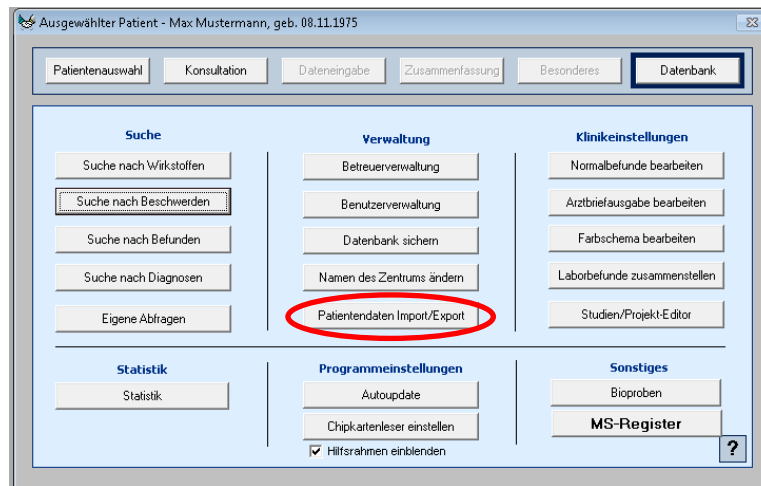 Ausgewählter Patient - Max Mustermann, geb. 08.11.1975
Patientenauswahl Konsultation Dateneingabe Zusammenfassung Besonderes Datenbank
Suche
Suche nach Wirkstoffen
Suche nach Beschwerden
Suche nach Befunden
Suche nach Diagnosen
Eigene Abfragen
Verwaltung
Betreuerverwaltung
Benutzerverwaltung
Datenbank sichern
Namen des Zentrums ändern
Patientendaten Import/Export
Klinikeinstellungen
Normalbefunde bearbeiten
Arztbriefausgabe bearbeiten
Farbschema bearbeiten
Laborbefunde zusammenstellen
Studien/Projekt-Editor
Statistik
Statistik
Programmeinstellungen
Autoupdate
Chipkartenleser einstellen
Hilfsrahmen einblenden
Sonstiges
Bioproben
MS-Register
?